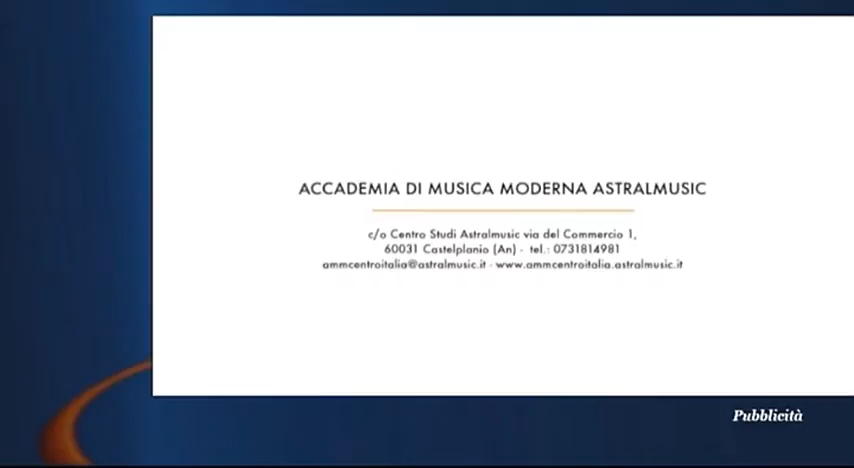 ACCADEMIA DI MUSICA MODERNA ASTRALMUSIC
c/o Centro Studi Astralmusic via del Commercio 1,
60031 Castelplanio (An) - tel.: 0731814981
ammcentroitalia@astralmusic.it - www.ammcentroitalia.astralmusic.it
Pubblicità